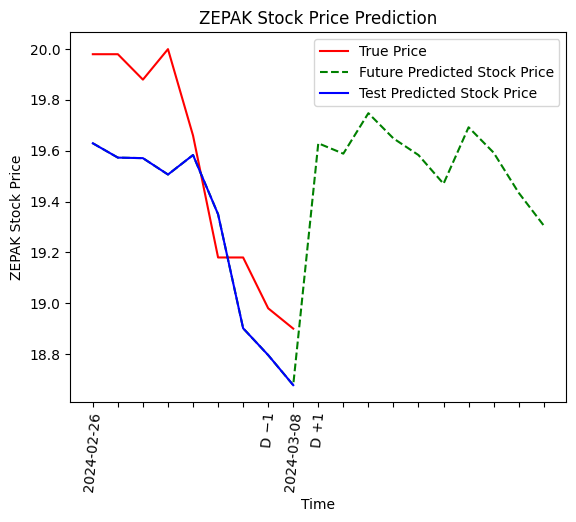 ZEPAK Stock Price Prediction
True Price
Future Predicted Stock Price
Test Predicted Stock Price
20.0
19.8
19.6
19.4
19.2
19.0
18.8
ZEPAK Stock Price
2024-02-26
D −1
2024-03-08
D +1
Time